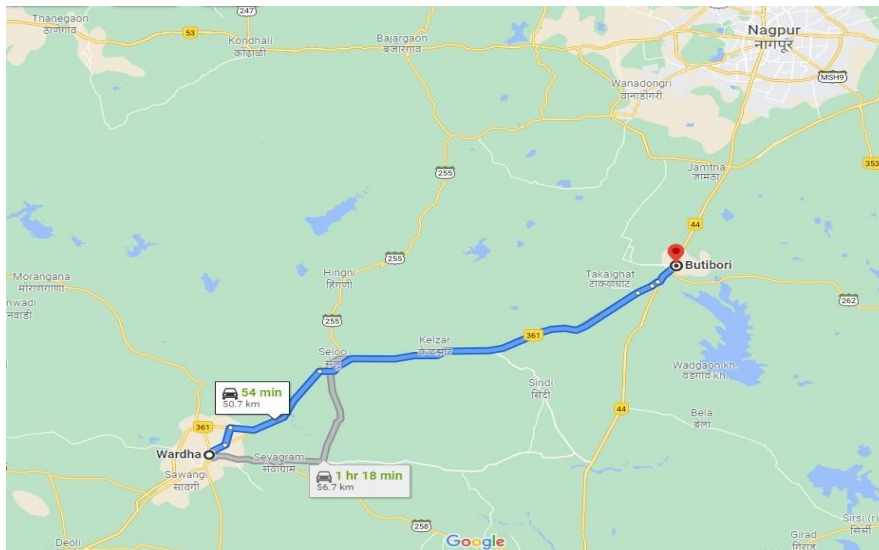 Thanegaon
ठाणेगाव
247
53
Kondhali
कोंढाळी
Bajargaon
बजारगाव
Nagpur
नागपूर
MSH9
Wanadongri
वानाडोंगरी
255
Jamtha
जामठा
353
44
255
Hingni
हिंगणी
Butibori
Takalghat
टाकळघाट
Morangana
मोरांगणा
nwadi
नवाडी
262
255
Kelzar
केळझर
361
Seloo
Wadgaon kh.
वडगाव kh.
54 min
50.7 km
Sindi
सिंदी
44
Bela
बेला
361
Wardha
Sevagram
सेवाग्राम
Sawangi
सावंगी
1 hr 18 min
56.7 km
258
Sirsi (r)
सिर्सी
Google
Girad
गिराड
Deoli